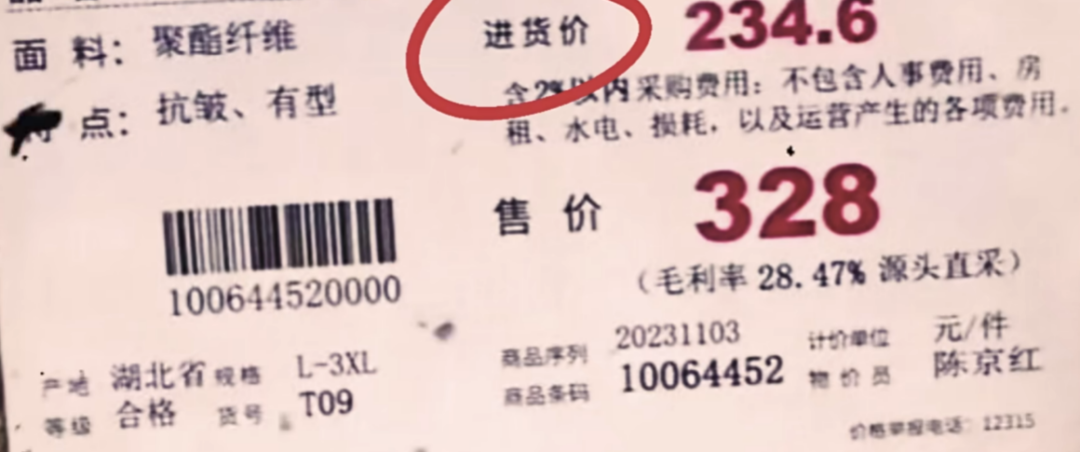 面 料： 聚酯纤维
点： 抗皱、有型
进货价 234.6
含2%以内采购费用：不包含人事费用、房
租、水电、损耗，以及运营产生的各项费用。
售 价 328
（毛利率 28.47% 源头直采）
100644520000
产地 湖北省 规格 L-3XL
等级 合格 货号 T09
商品序列 20231103 计价单位 元/件
商品条码 10064452 物价员 陈京红
价格举报电话：12315